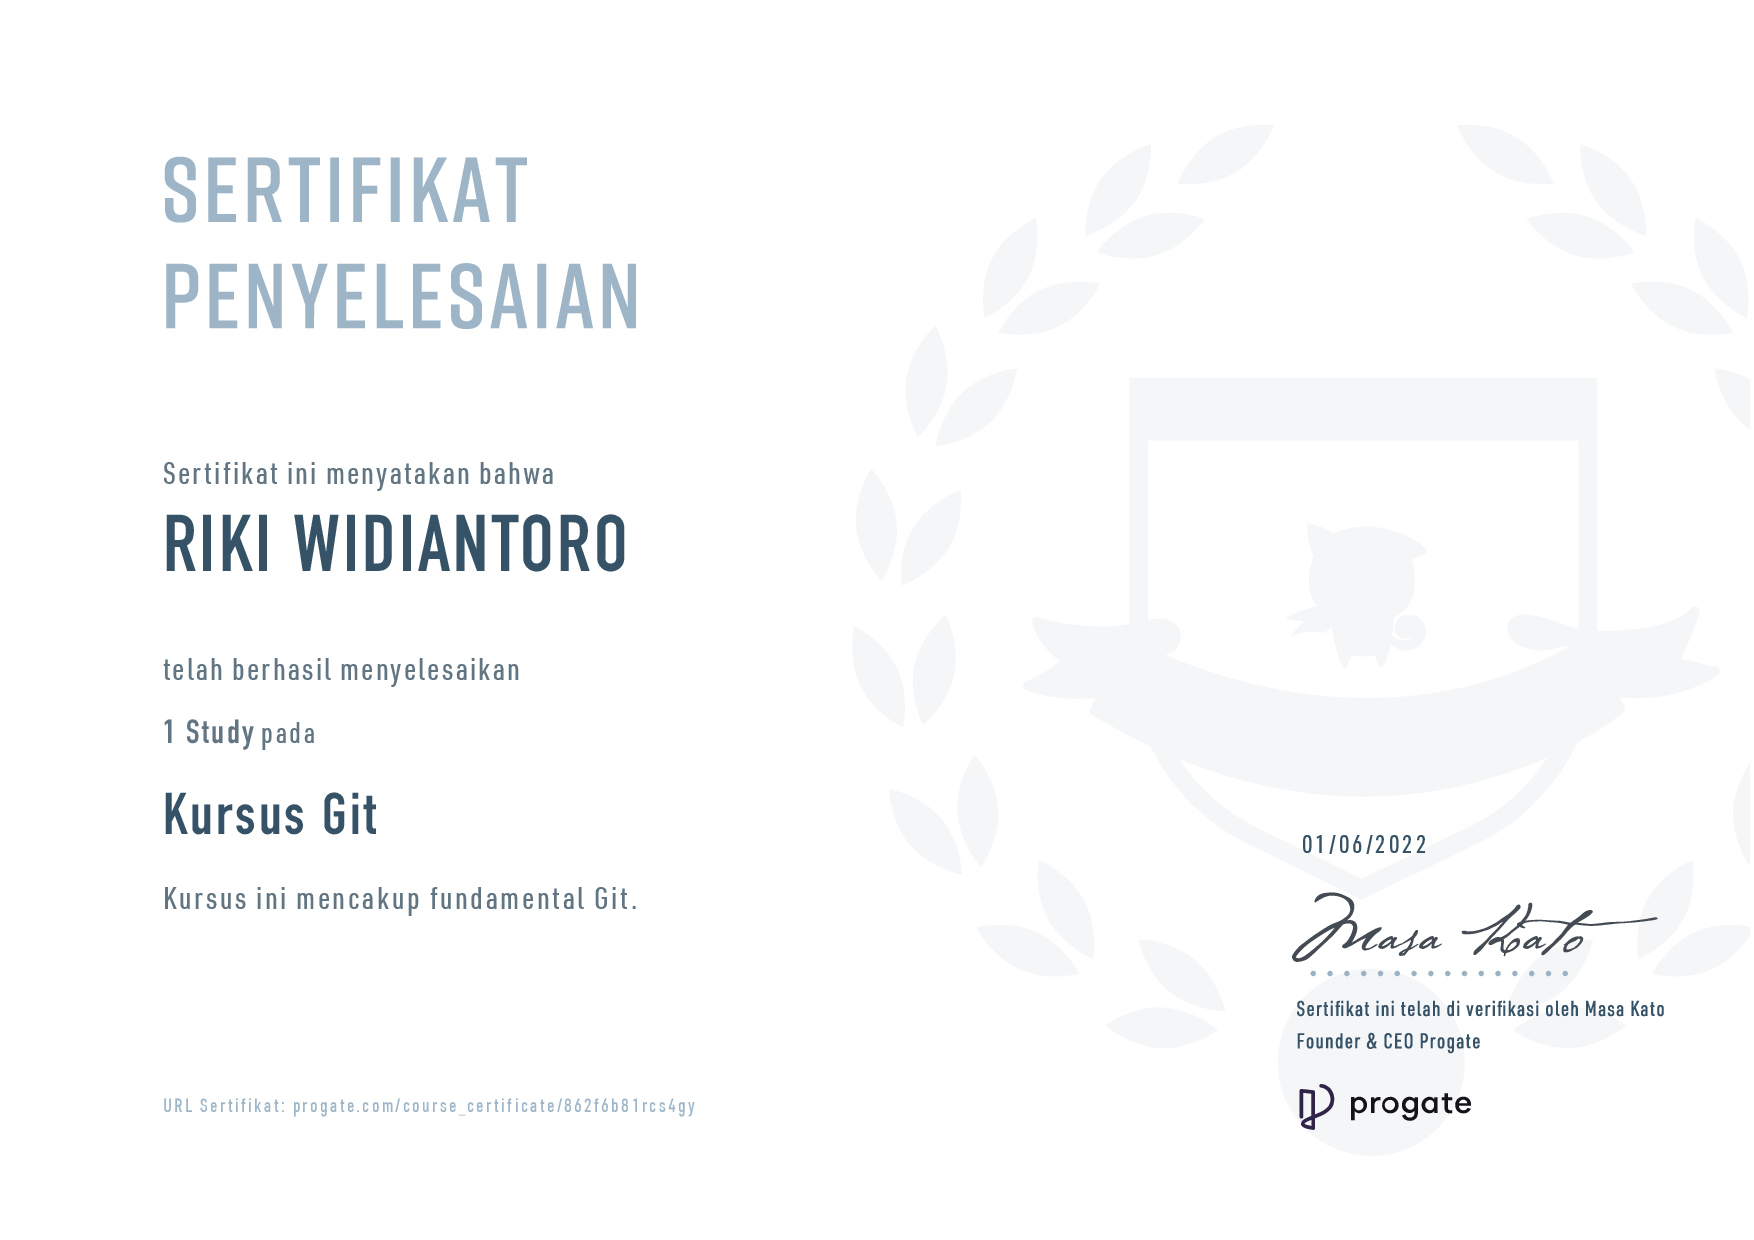 SERTIFIKAT
PENYELESAIAN
Sertifikat ini menyatakan bahwa
RIKI WIDIANTORO
telah berhasil menyelesaikan
1 Study pada
Kursus Git
Kursus ini mencakup fundamental Git.
01/06/2022
Masa Kato
Sertifikat ini telah di verifikasi oleh Masa Kato
Founder & CEO Progate
URL Sertifikat: progate.com/course_certificate/862f6b81rcs4gy
progate